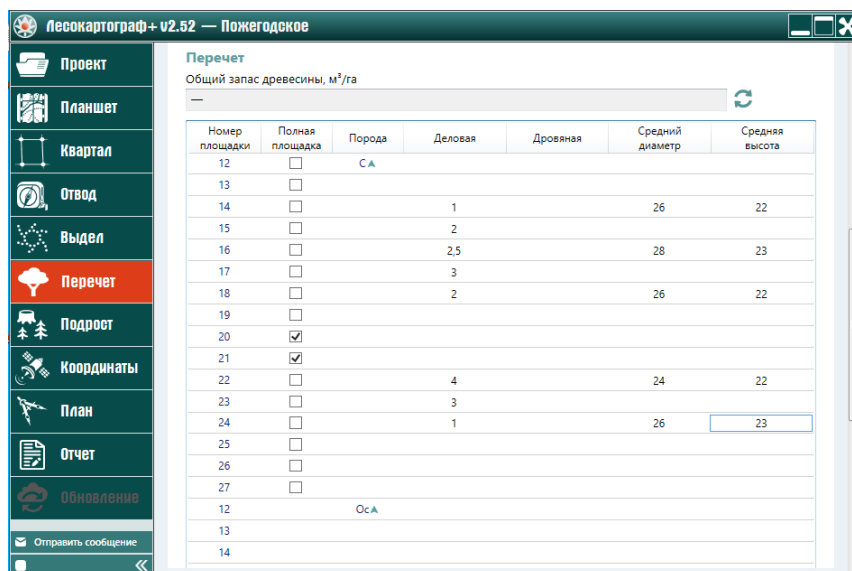 Лесокартограф+ v2.52 — Пожегодское
Проект
Планшет
Квартал
Отвод
Выдел
Перечет
Подрост
Координаты
План
Отчет
Обновление
Отправить сообщение
Перечет
Общий запас древесины, м³/га
—
Номер площадки Полная площадка Порода Деловая Дровяная Средний диаметр Средняя высота
12 С
13
14 1 26 22
15 2
16 2,5 28 23
17 3
18 2 26 22
19
20
21
22 4 24 22
23 3
24 1 26 23
25
26
27
12 Ос
13
14